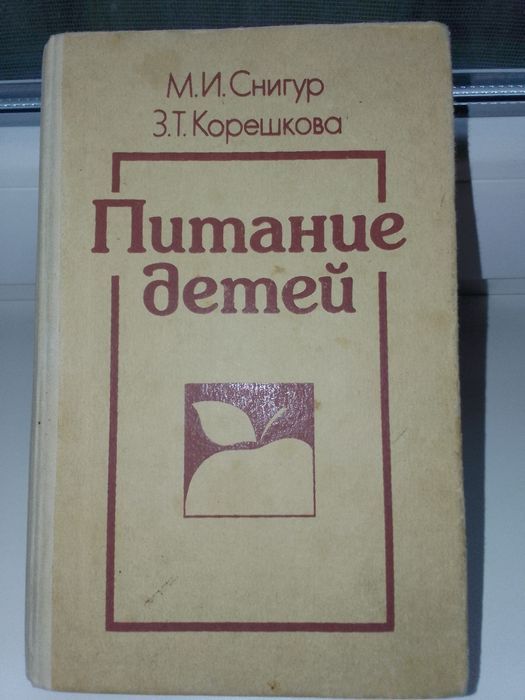 М.И.Снигур
З.Т.Корешкова
Питание
детей